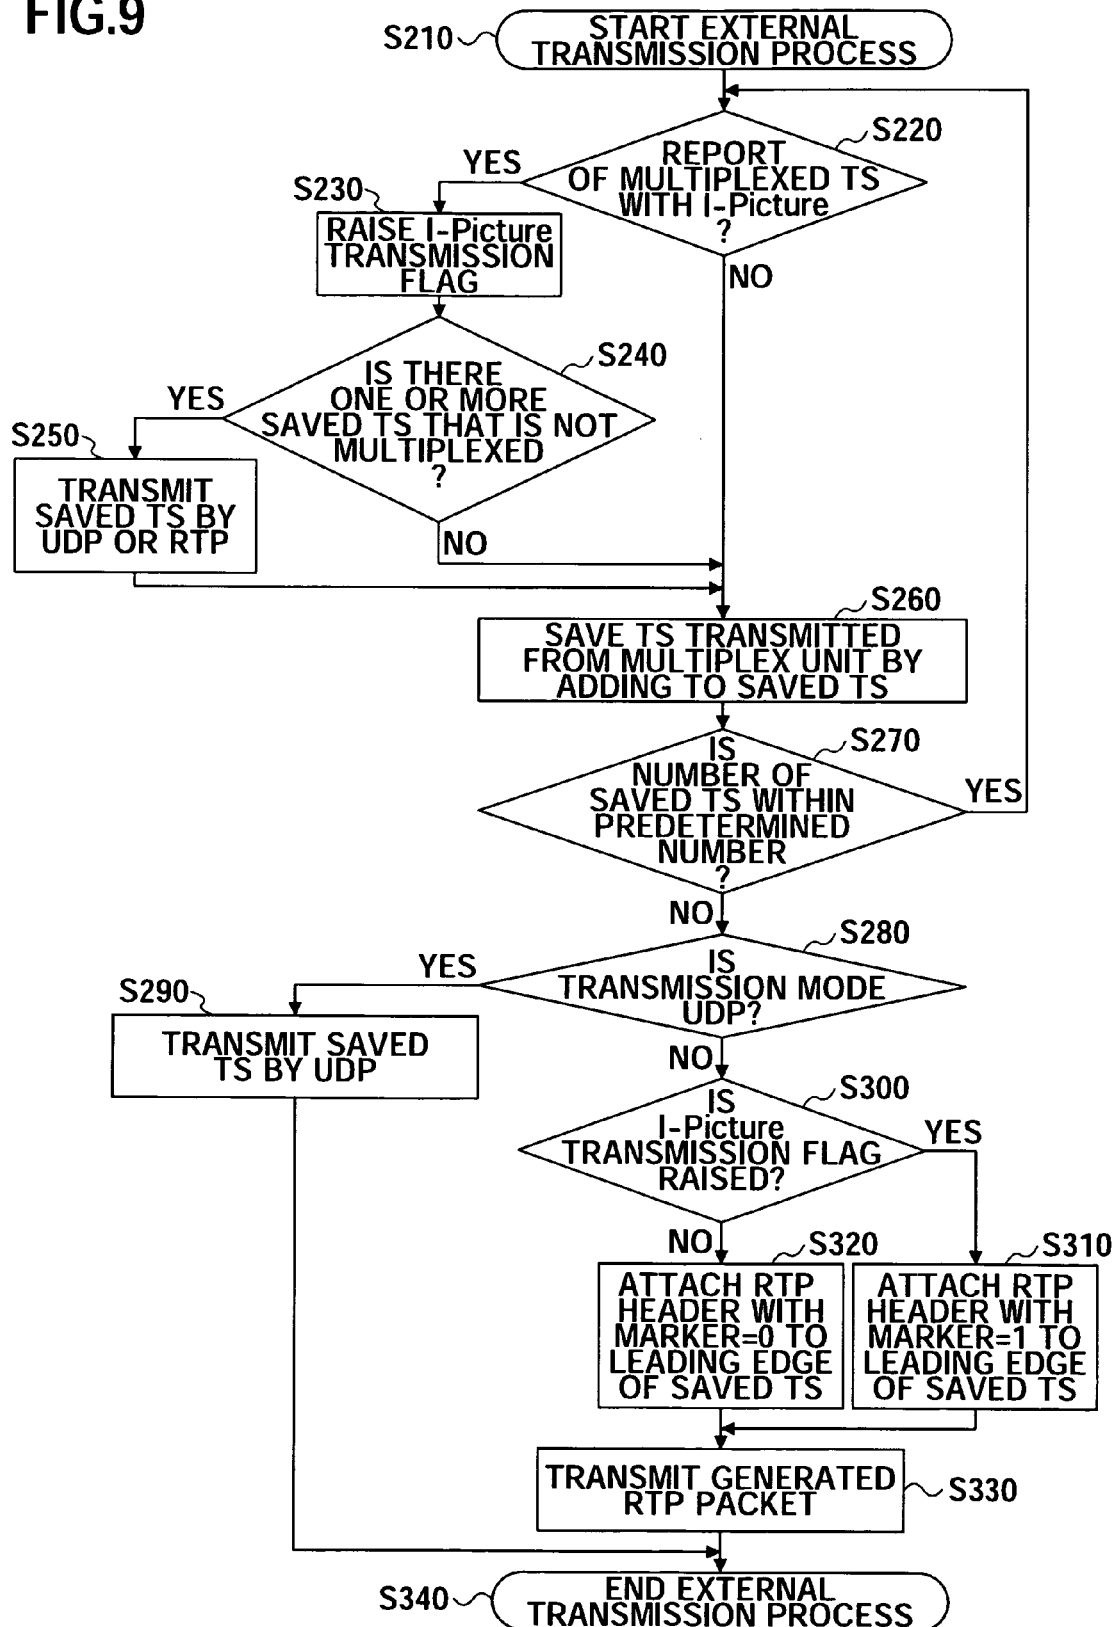 FIG.9
S210
START EXTERNAL
TRANSMISSION PROCESS
S220
REPORT
OF MULTIPLEXED TS
WITH I-Picture
?
YES
NO
S230
RAISE I-Picture
TRANSMISSION
FLAG
S240
IS THERE
ONE OR MORE
SAVED TS THAT IS NOT
MULTIPLEXED
?
YES
NO
S250
TRANSMIT
SAVED TS BY
UDP OR RTP
S260
SAVE TS TRANSMITTED
FROM MULTIPLEX UNIT BY
ADDING TO SAVED TS
S270
IS
NUMBER OF
SAVED TS WITHIN
PREDETERMINED
NUMBER
?
YES
NO
S280
IS
TRANSMISSION MODE
UDP?
YES
NO
S290
TRANSMIT SAVED
TS BY UDP
S300
IS
I-Picture
TRANSMISSION FLAG
RAISED?
YES
NO
S320
ATTACH RTP
HEADER WITH
MARKER=0 TO
LEADING EDGE
OF SAVED TS
S310
ATTACH RTP
HEADER WITH
MARKER=1 TO
LEADING EDGE
OF SAVED TS
TRANSMIT GENERATED
RTP PACKET
S330
S340
END EXTERNAL
TRANSMISSION PROCESS